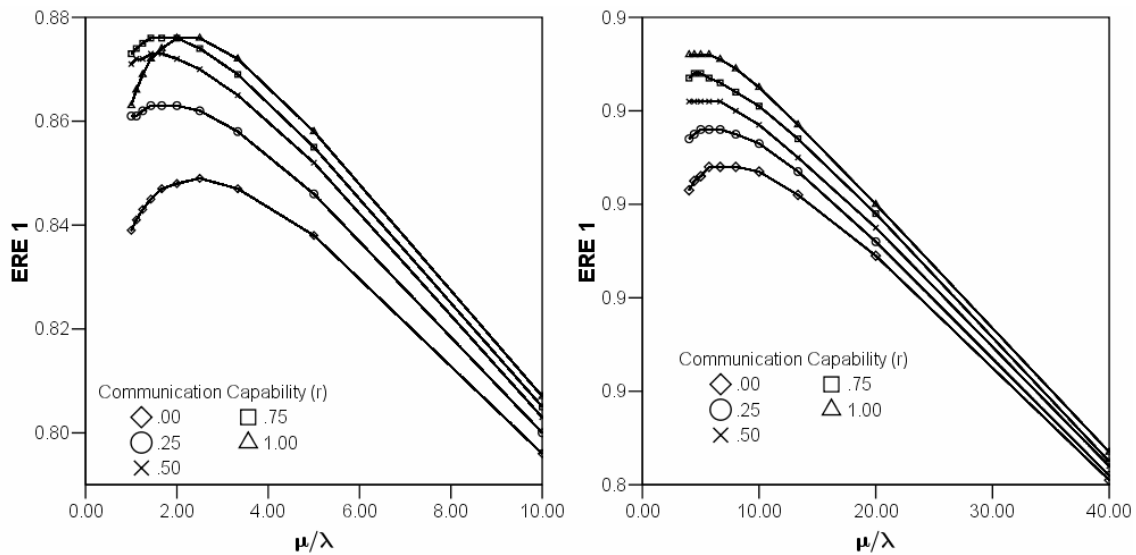 0.88
0.86
0.84
0.82
0.80
ERE 1
Communication Capability (r)
.00 .75
.25 1.00
.50
0.00 2.00 4.00 6.00 8.00 10.00
μ/λ
0.9
0.9
0.9
0.9
0.9
0.8
ERE 1
Communication Capability (r)
.00 .75
.25 1.00
.50
0.00 10.00 20.00 30.00 40.00
μ/λ